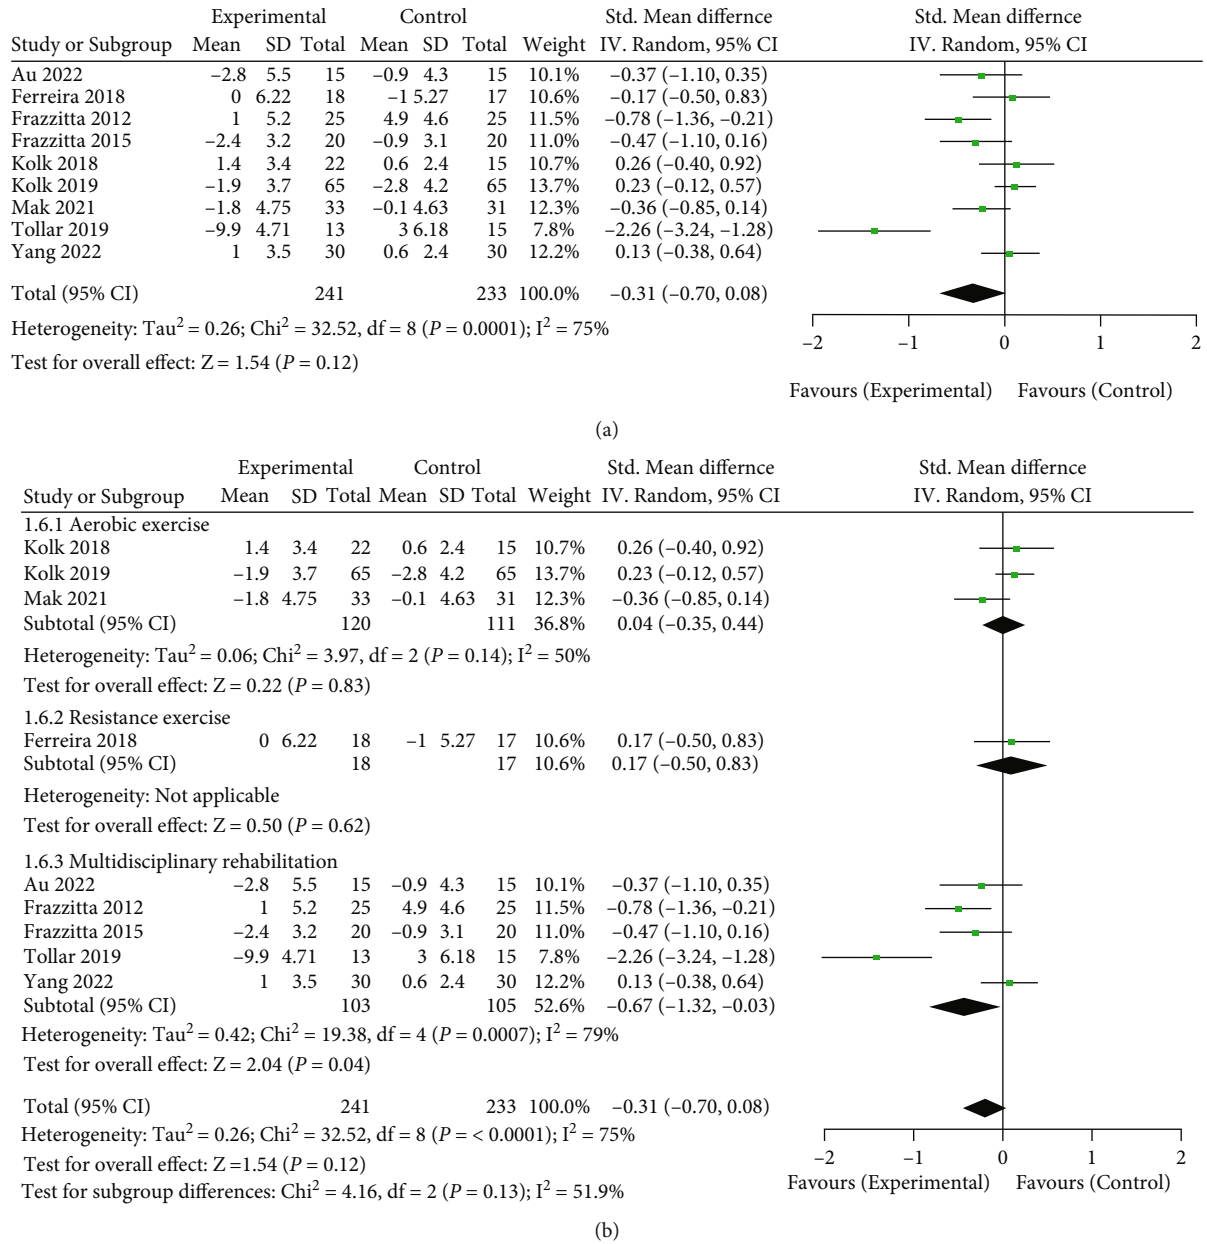 Experimental Control Std. Mean differnce Std. Mean differnce
Study or Subgroup Mean SD Total Mean SD Total Weight IV. Random, 95% CI IV. Random, 95% CI
Au 2022 –2.8 5.5 15 –0.9 4.3 15 10.1% –0.37 (–1.10, 0.35)
Ferreira 2018 0 6.22 18 –1 5.27 17 10.6% –0.17 (–0.50, 0.83)
Frazzitta 2012 1 5.2 25 4.9 4.6 25 11.5% –0.78 (–1.36, –0.21)
Frazzitta 2015 –2.4 3.2 20 –0.9 3.1 20 11.0% –0.47 (–1.10, 0.16)
Kolk 2018 1.4 3.4 22 0.6 2.4 15 10.7% 0.26 (–0.40, 0.92)
Kolk 2019 –1.9 3.7 65 –2.8 4.2 65 13.7% 0.23 (–0.12, 0.57)
Mak 2021 –1.8 4.75 33 –0.1 4.63 31 12.3% –0.36 (–0.85, 0.14)
Tollar 2019 –9.9 4.71 13 3 6.18 15 7.8% –2.26 (–3.24, –1.28)
Yang 2022 1 3.5 30 0.6 2.4 30 12.2% 0.13 (–0.38, 0.64)
Total (95% CI) 241 233 100.0% –0.31 (–0.70, 0.08)
Heterogeneity: Tau² = 0.26; Chi² = 32.52, df = 8 (P = 0.0001); I² = 75%
Test for overall effect: Z = 1.54 (P = 0.12)
–2 –1 0 1 2
Favours (Experimental) Favours (Control)
(a)
Experimental Control Std. Mean differnce Std. Mean differnce
Study or Subgroup Mean SD Total Mean SD Total Weight IV. Random, 95% CI IV. Random, 95% CI
1.6.1 Aerobic exercise
Kolk 2018 1.4 3.4 22 0.6 2.4 15 10.7% 0.26 (–0.40, 0.92)
Kolk 2019 –1.9 3.7 65 –2.8 4.2 65 13.7% 0.23 (–0.12, 0.57)
Mak 2021 –1.8 4.75 33 –0.1 4.63 31 12.3% –0.36 (–0.85, 0.14)
Subtotal (95% CI) 120 111 36.8% 0.04 (–0.35, 0.44)
Heterogeneity: Tau² = 0.06; Chi² = 3.97, df = 2 (P = 0.14); I² = 50%
Test for overall effect: Z = 0.22 (P = 0.83)
1.6.2 Resistance exercise
Ferreira 2018 0 6.22 18 –1 5.27 17 10.6% 0.17 (–0.50, 0.83)
Subtotal (95% CI) 18 17 10.6% 0.17 (–0.50, 0.83)
Heterogeneity: Not applicable
Test for overall effect: Z = 0.50 (P = 0.62)
1.6.3 Multidisciplinary rehabilitation
Au 2022 –2.8 5.5 15 –0.9 4.3 15 10.1% –0.37 (–1.10, 0.35)
Frazzitta 2012 1 5.2 25 4.9 4.6 25 11.5% –0.78 (–1.36, –0.21)
Frazzitta 2015 –2.4 3.2 20 –0.9 3.1 20 11.0% –0.47 (–1.10, 0.16)
Tollar 2019 –9.9 4.71 13 3 6.18 15 7.8% –2.26 (–3.24, –1.28)
Yang 2022 1 3.5 30 0.6 2.4 30 12.2% 0.13 (–0.38, 0.64)
Subtotal (95% CI) 103 105 52.6% –0.67 (–1.32, –0.03)
Heterogeneity: Tau² = 0.42; Chi² = 19.38, df = 4 (P = 0.0007); I² = 79%
Test for overall effect: Z = 2.04 (P = 0.04)
Total (95% CI) 241 233 100.0% –0.31 (–0.70, 0.08)
Heterogeneity: Tau² = 0.26; Chi² = 32.52, df = 8 (P = < 0.0001); I² = 75%
Test for overall effect: Z =1.54 (P = 0.12)
Test for subgroup differences: Chi² = 4.16, df = 2 (P = 0.13); I² = 51.9%
–2 –1 0 1 2
Favours (Experimental) Favours (Control)
(b)